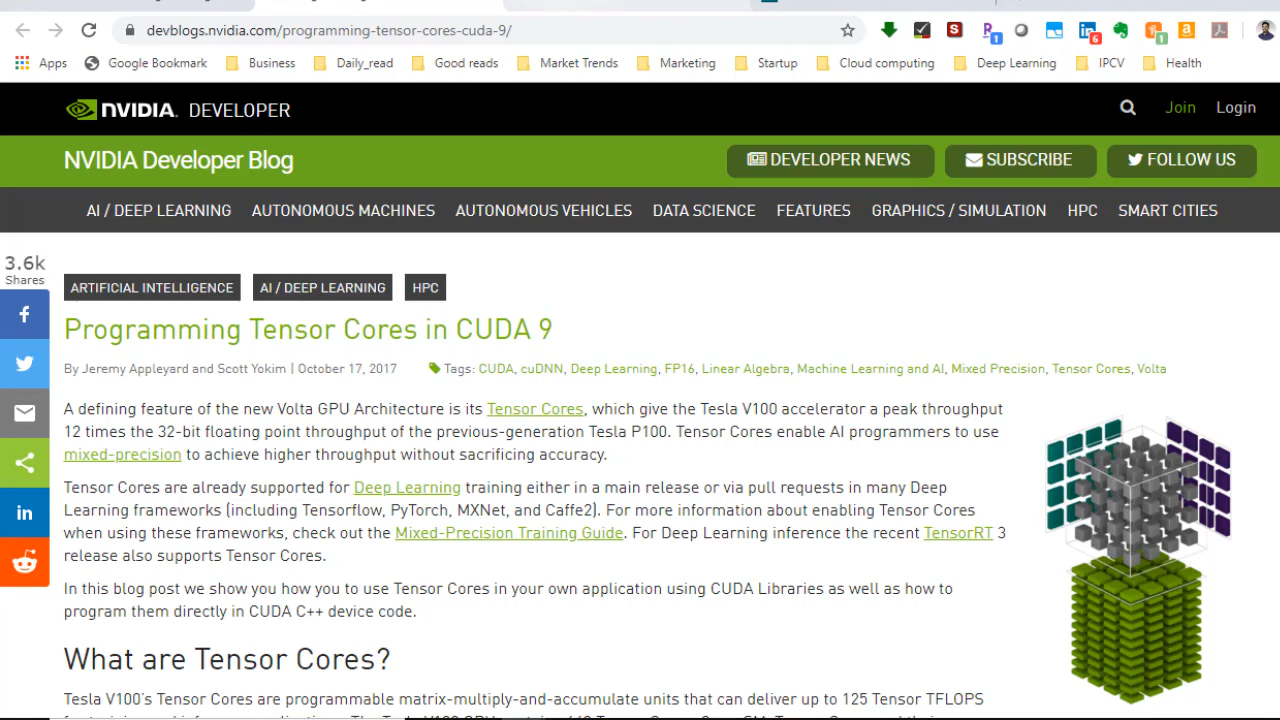 devblogs.nvidia.com/programming-tensor-cores-cuda-9/
1
6
1
Apps Google Bookmark Business Daily_read Good reads Market Trends Marketing Startup Cloud computing Deep Learning IPCV Health
NVIDIA. DEVELOPER
Join Login
NVIDIA Developer Blog
DEVELOPER NEWS SUBSCRIBE FOLLOW US
AI / DEEP LEARNING AUTONOMOUS MACHINES AUTONOMOUS VEHICLES DATA SCIENCE FEATURES GRAPHICS / SIMULATION HPC SMART CITIES
3.6k
Shares
ARTIFICIAL INTELLIGENCE AI / DEEP LEARNING HPC
Programming Tensor Cores in CUDA 9
By Jeremy Appleyard and Scott Yokim | October 17, 2017 Tags: CUDA, cuDNN, Deep Learning, FP16, Linear Algebra, Machine Learning and AI, Mixed Precision, Tensor Cores, Volta
A defining feature of the new Volta GPU Architecture is its Tensor Cores, which give the Tesla V100 accelerator a peak throughput
12 times the 32-bit floating point throughput of the previous-generation Tesla P100. Tensor Cores enable AI programmers to use
mixed-precision to achieve higher throughput without sacrificing accuracy.
Tensor Cores are already supported for Deep Learning training either in a main release or via pull requests in many Deep
Learning frameworks (including Tensorflow, PyTorch, MXNet, and Caffe2). For more information about enabling Tensor Cores
when using these frameworks, check out the Mixed-Precision Training Guide. For Deep Learning inference the recent TensorRT 3
release also supports Tensor Cores.
In this blog post we show you how you to use Tensor Cores in your own application using CUDA Libraries as well as how to
program them directly in CUDA C++ device code.
What are Tensor Cores?
Tesla V100's Tensor Cores are programmable matrix-multiply-and-accumulate units that can deliver up to 125 Tensor TFLOPS